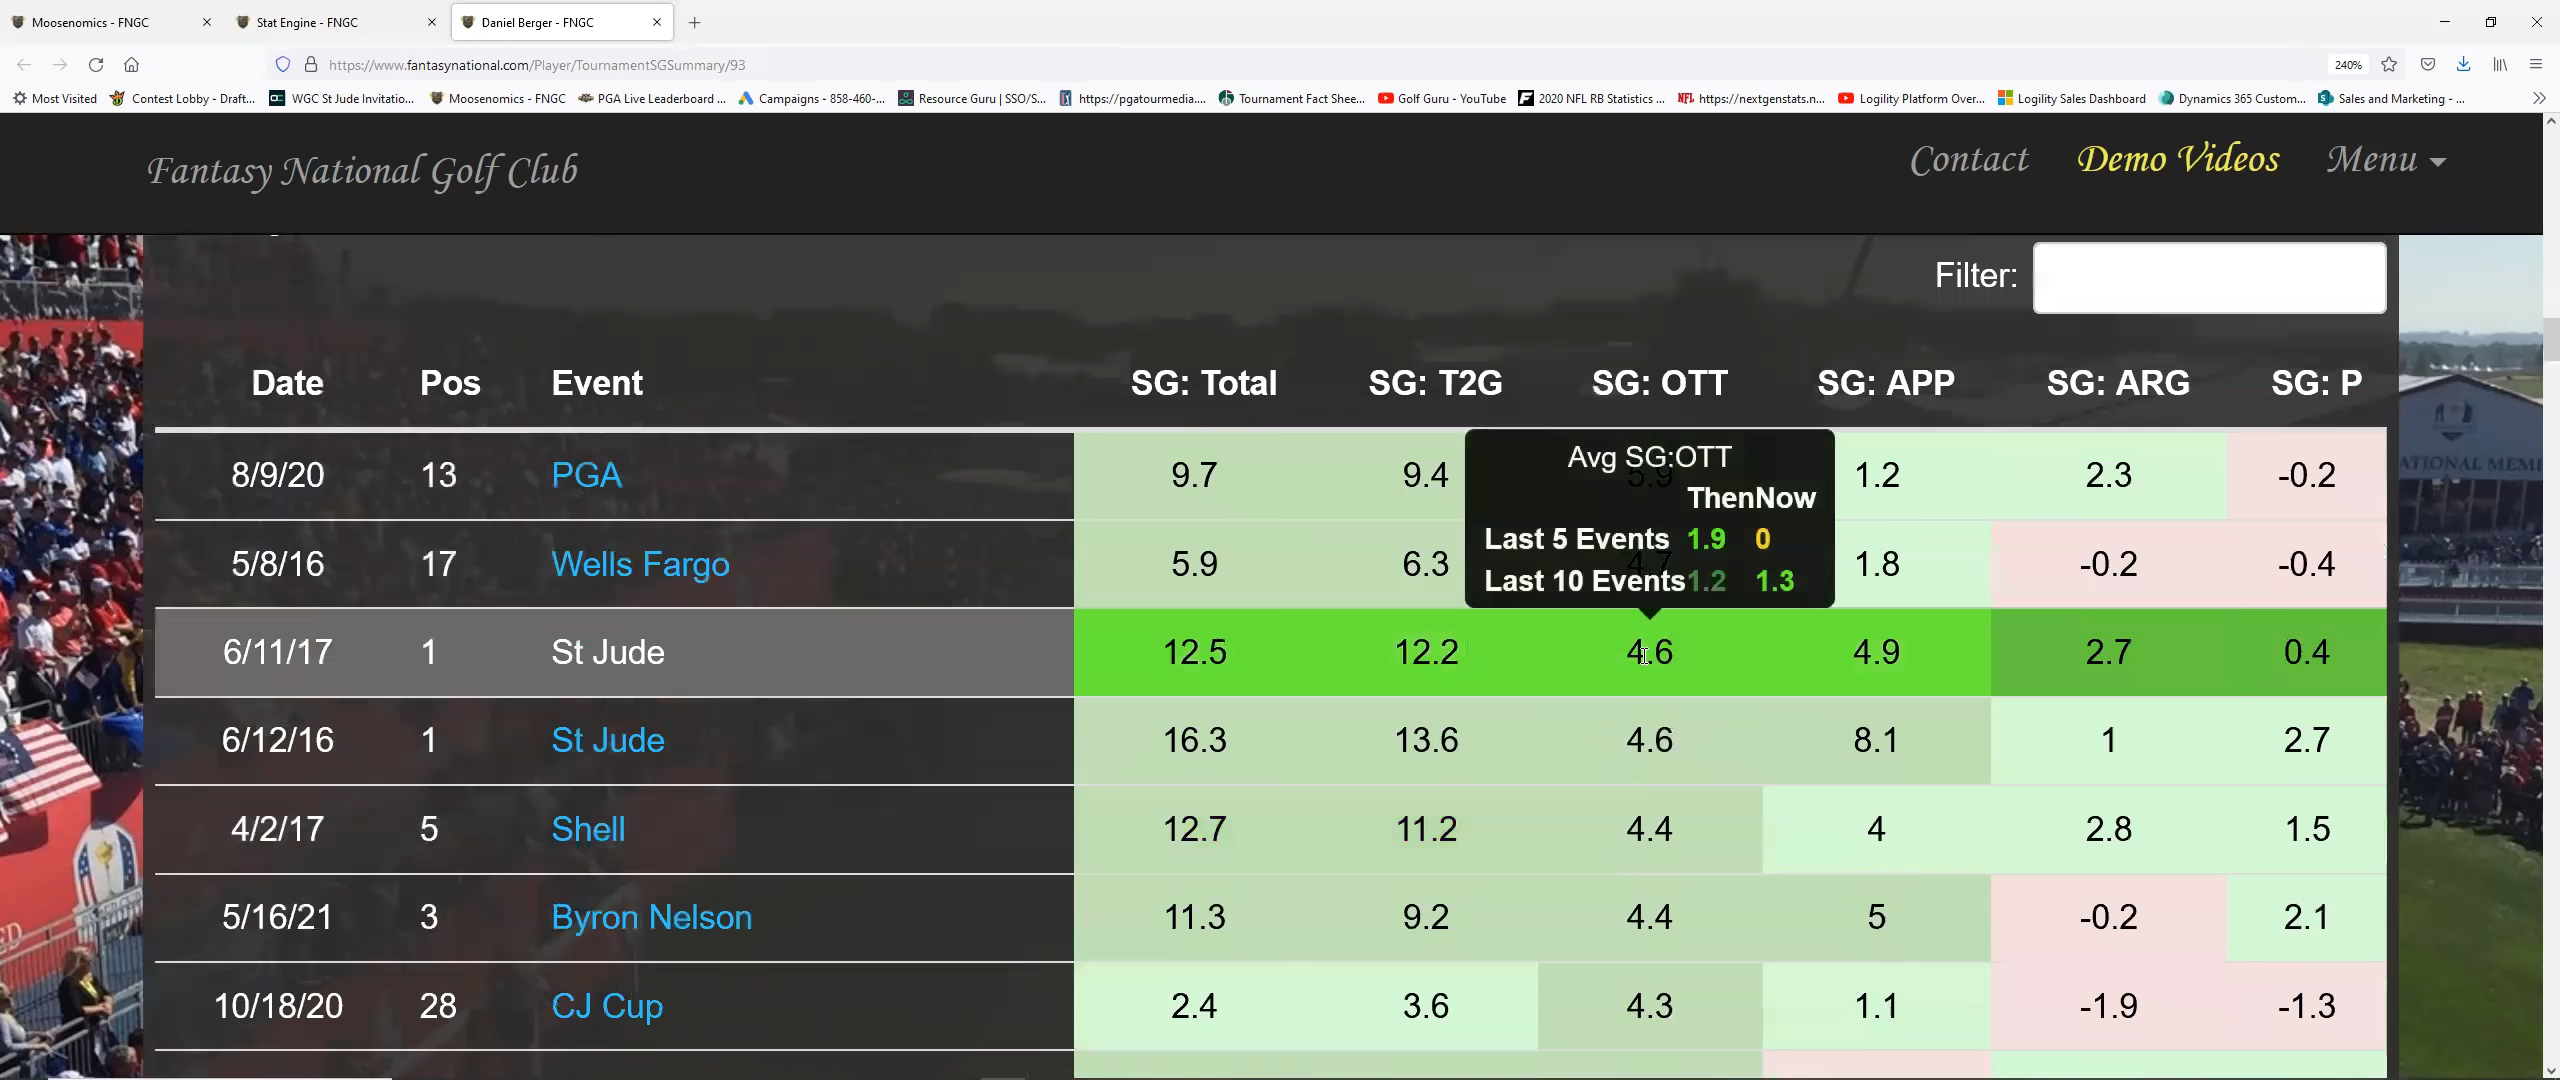 Moosenomics - FNGC
Stat Engine - FNGC
Daniel Berger - FNGC
https://www.fantasynational.com/Player/TournamentSGSummary/93
240%
Most Visited
Contest Lobby - Draft...
WGC St Jude Invitatio...
Moosenomics - FNGC
PGA Live Leaderboard ...
Campaigns - 858-460-...
Resource Guru | SSO/S...
https://pgatourmedia....
Tournament Fact Shee...
Golf Guru - YouTube
2020 NFL RB Statistics ...
NFL https://nextgenstats.n...
Logility Platform Over...
Logility Sales Dashboard
Dynamics 365 Custom...
Sales and Marketing - ...
Fantasy National Golf Club
Contact
Demo Videos
Menu
Filter:
Date Pos Event SG: Total SG: T2G SG: OTT SG: APP SG: ARG SG: P
8/9/20 13 PGA 9.7 9.4 5.9 1.2 2.3 -0.2
5/8/16 17 Wells Fargo 5.9 6.3 4.7 1.8 -0.2 -0.4
Avg SG:OTT
ThenNow
Last 5 Events 1.9 0
Last 10 Events 1.2 1.3
6/11/17 1 St Jude 12.5 12.2 4.6 4.9 2.7 0.4
6/12/16 1 St Jude 16.3 13.6 4.6 8.1 1 2.7
4/2/17 5 Shell 12.7 11.2 4.4 4 2.8 1.5
5/16/21 3 Byron Nelson 11.3 9.2 4.4 5 -0.2 2.1
10/18/20 28 CJ Cup 2.4 3.6 4.3 1.1 -1.9 -1.3